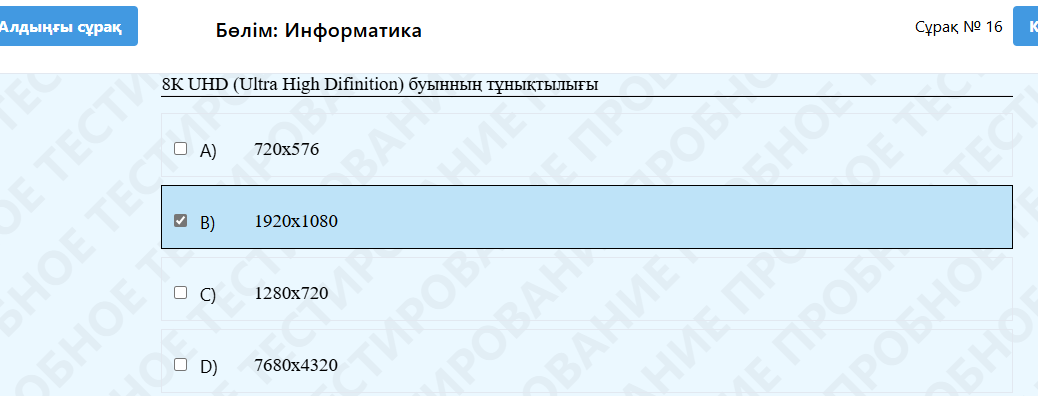 Алдыңғы сұрақ
Бөлім: Информатика
Сұрақ № 16
8K UHD (Ultra High Difinition) буынның тұнықтылығы
A) 720x576
B) 1920x1080
C) 1280x720
D) 7680x4320